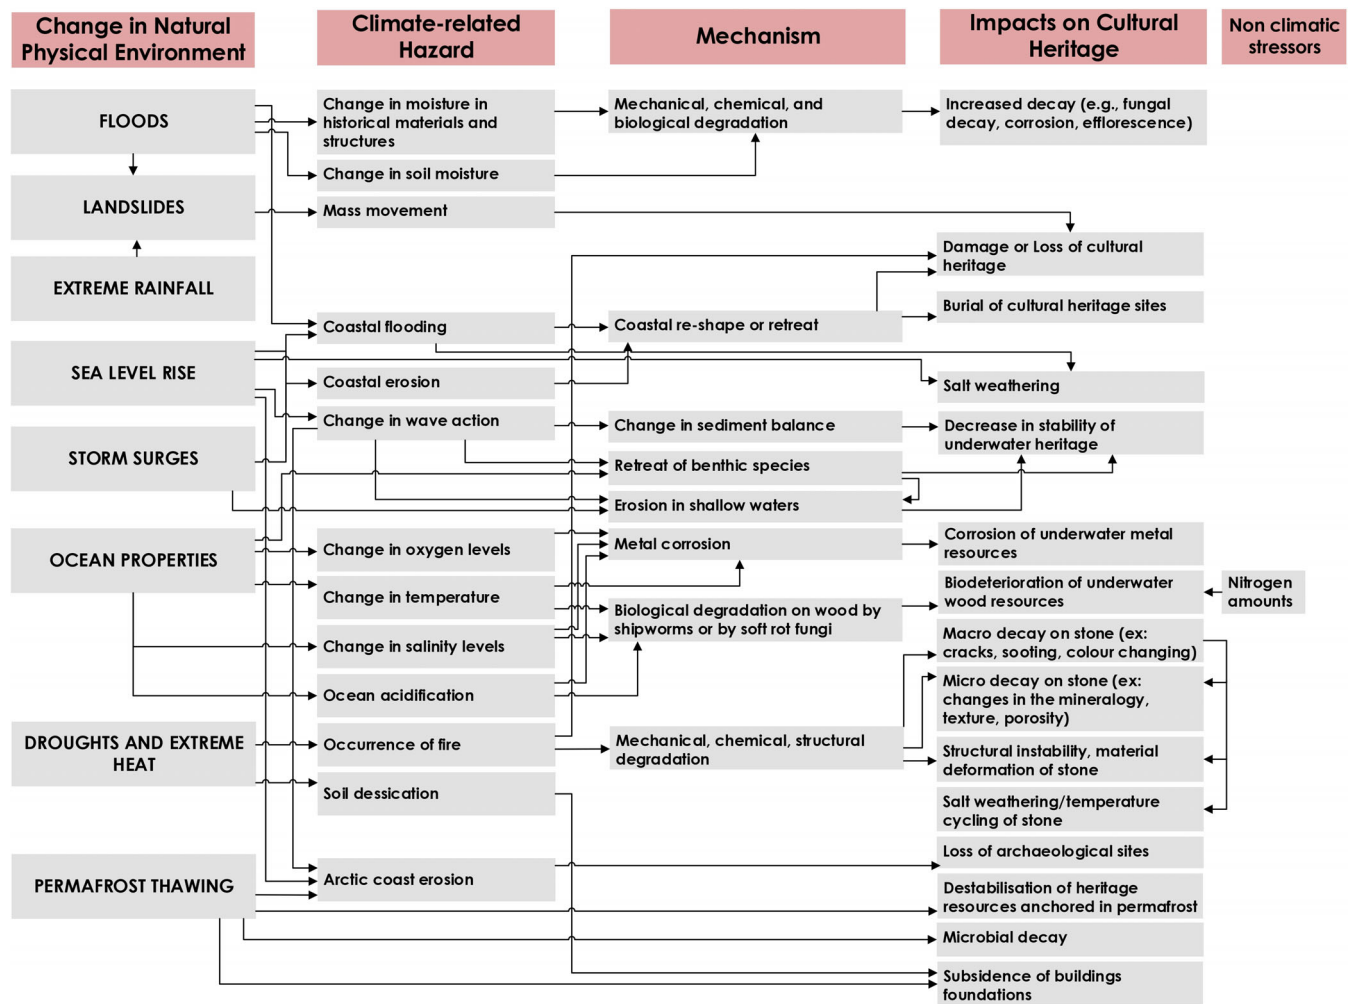 Change in Natural
Physical Environment
Climate-related
Hazard
Mechanism
Impacts on Cultural
Heritage
Non climatic
stressors
FLOODS
LANDSLIDES
EXTREME RAINFALL
SEA LEVEL RISE
STORM SURGES
OCEAN PROPERTIES
DROUGHTS AND EXTREME
HEAT
PERMAFROST THAWING
Change in moisture in
historical materials and
structures
Change in soil moisture
Mass movement
Coastal flooding
Coastal erosion
Change in wave action
Change in oxygen levels
Change in temperature
Change in salinity levels
Ocean acidification
Occurrence of fire
Soil dessication
Arctic coast erosion
Mechanical, chemical, and
biological degradation
Coastal re-shape or retreat
Change in sediment balance
Retreat of benthic species
Erosion in shallow waters
Metal corrosion
Biological degradation on wood by
shipworms or by soft rot fungi
Mechanical, chemical, structural
degradation
Increased decay (e.g., fungal
decay, corrosion, efflorescence)
Damage or Loss of cultural
heritage
Burial of cultural heritage sites
Salt weathering
Decrease in stability of
underwater heritage
Corrosion of underwater metal
resources
Biodeterioration of underwater
wood resources
Macro decay on stone (ex:
cracks, sooting, colour changing)
Micro decay on stone (ex:
changes in the mineralogy,
texture, porosity)
Structural instability, material
deformation of stone
Salt weathering/temperature
cycling of stone
Loss of archaeological sites
Destabilisation of heritage
resources anchored in permafrost
Microbial decay
Subsidence of buildings
foundations
Nitrogen
amounts